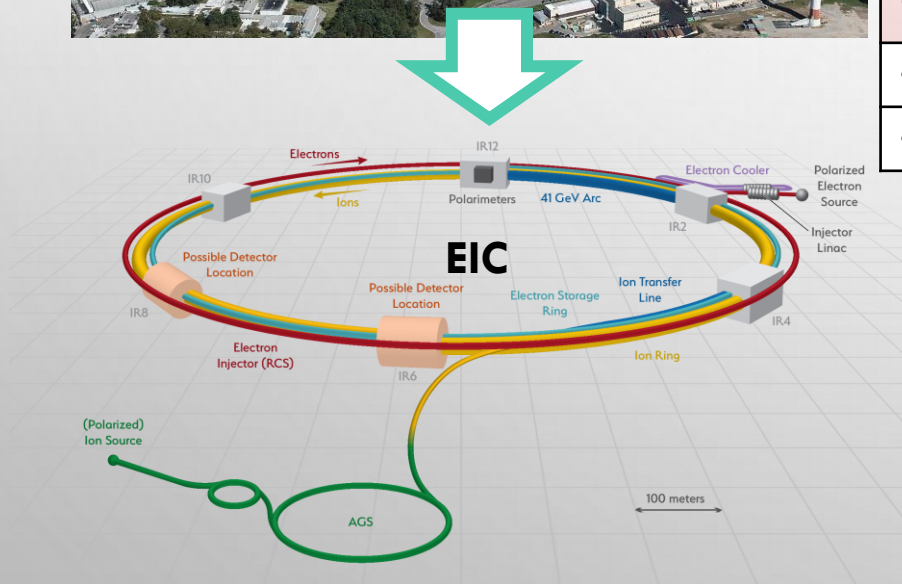 IR12
Electrons
Ions
Polarimeters
41 GeV Arc
Electron Cooler
Polarized
Electron
Source
IR10
IR2
Injector
Linac
EIC
Possible Detector
Location
Possible Detector
Location
Electron Storage
Ring
Ion Transfer
Line
IR8
IR4
Electron
Injector (RCS)
IR6
Ion Ring
(Polarized)
Ion Source
100 meters
AGS